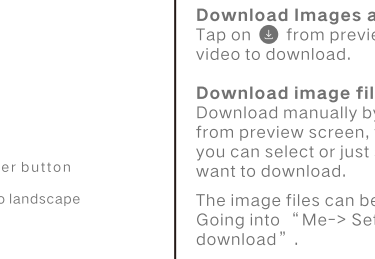 er button
o landscape
Download Images a
Tap on from previe
video to download.
Download image fil
Download manually by
from preview screen,
you can select or just
want to download.
The image files can be
Going into “Me-> Set
download”.